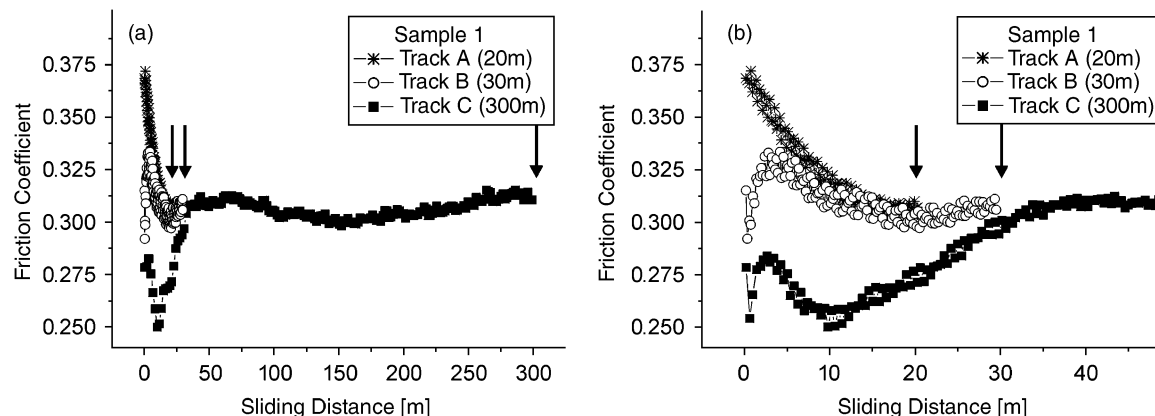 (a)
Sample 1
Track A (20m)
Track B (30m)
Track C (300m)
0.375
0.350
0.325
0.300
0.275
0.250
Friction Coefficient
0 50 100 150 200 250 300
Sliding Distance [m]
(b)
Sample 1
Track A (20m)
Track B (30m)
Track C (300m)
0.375
0.350
0.325
0.300
0.275
0.250
Friction Coefficient
0 10 20 30 40
Sliding Distance [m]